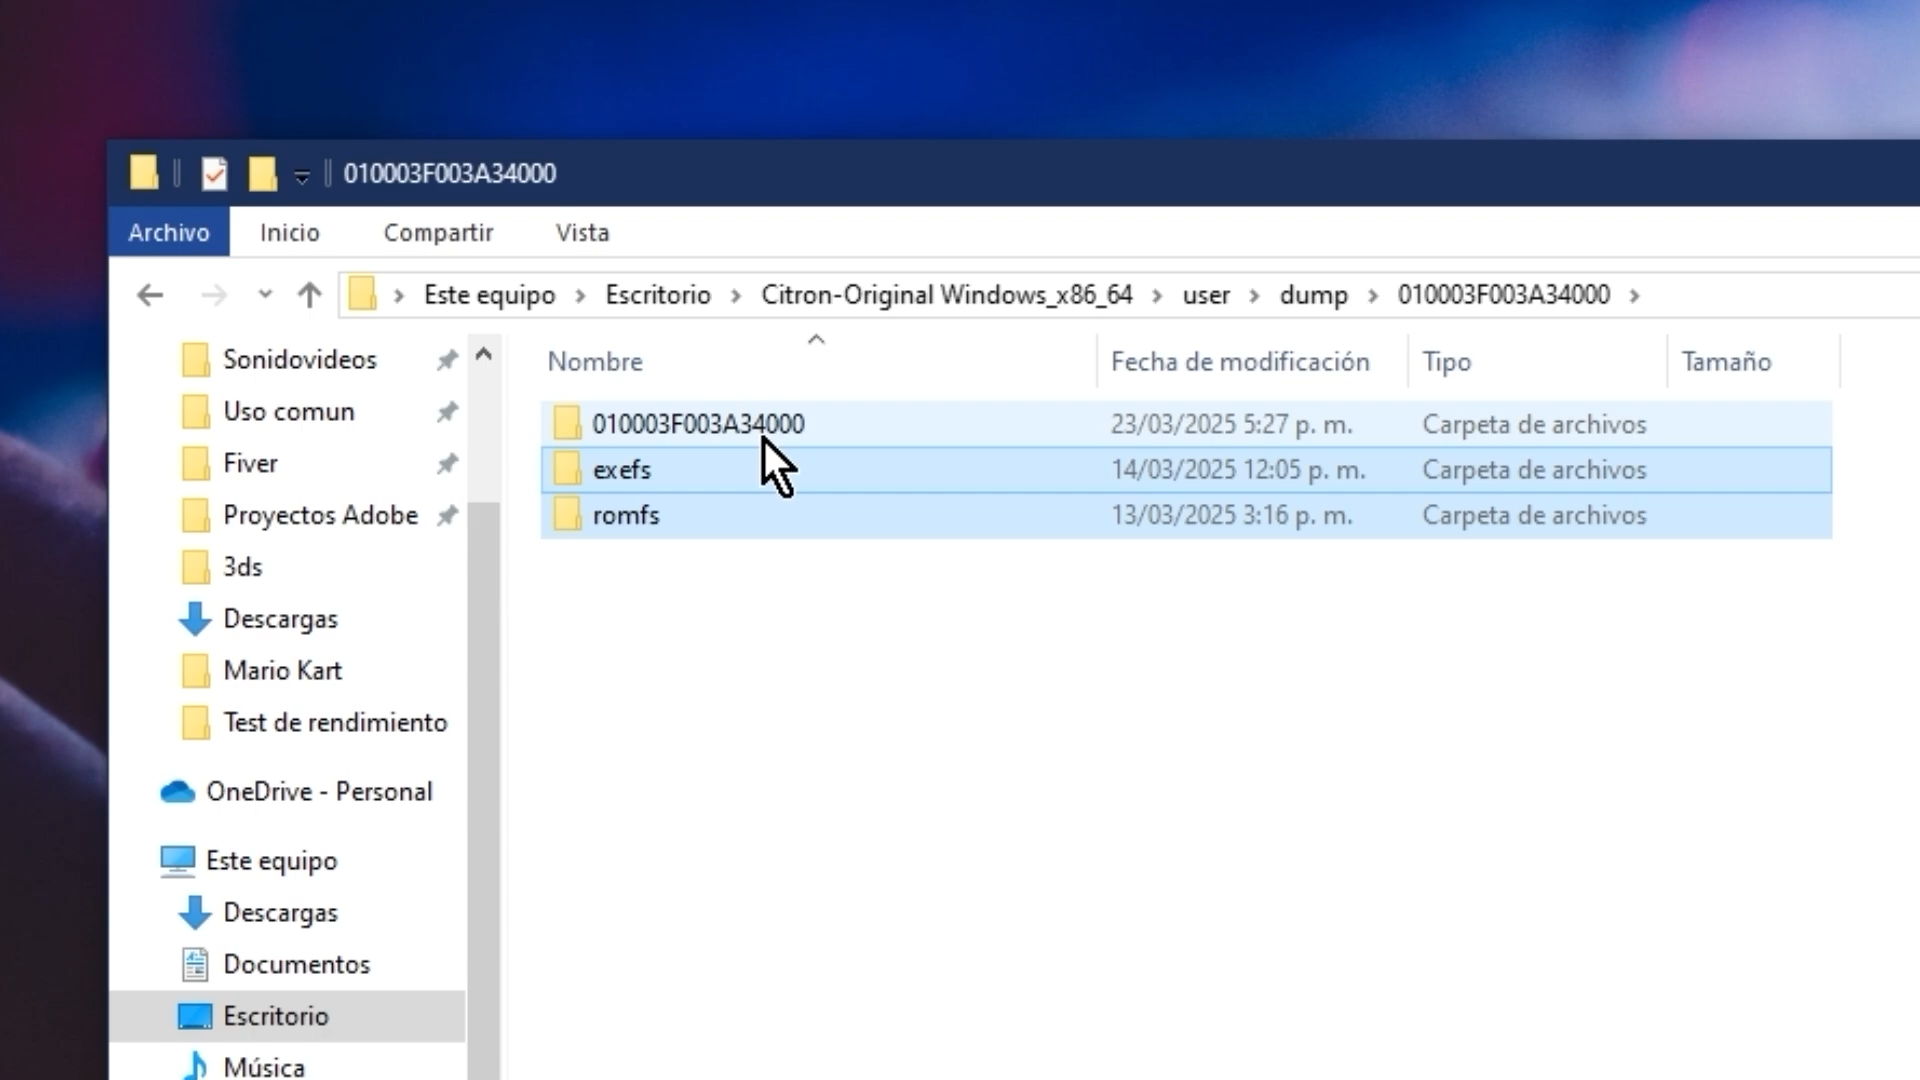 010003F003A34000
Archivo Inicio Compartir Vista
Este equipo Escritorio Citron-Original Windows_x86_64 user dump 010003F003A34000
Nombre Fecha de modificación Tipo Tamaño
010003F003A34000 23/03/2025 5:27 p. m. Carpeta de archivos
exefs 14/03/2025 12:05 p. m. Carpeta de archivos
romfs 13/03/2025 3:16 p. m. Carpeta de archivos
Sonidovideos
Uso comun
Fiver
Proyectos Adobe
3ds
Descargas
Mario Kart
Test de rendimiento
OneDrive - Personal
Este equipo
Descargas
Documentos
Escritorio
Música